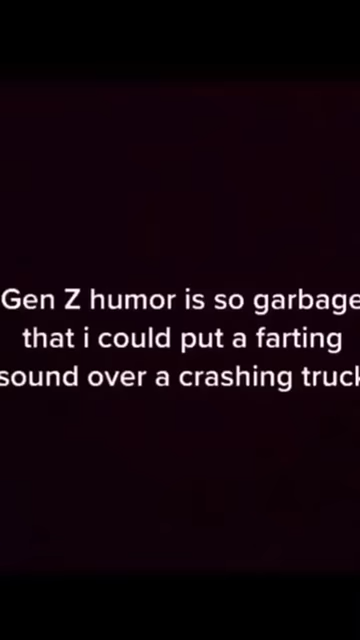 Gen Z humor is so garbage
that i could put a farting
sound over a crashing truck